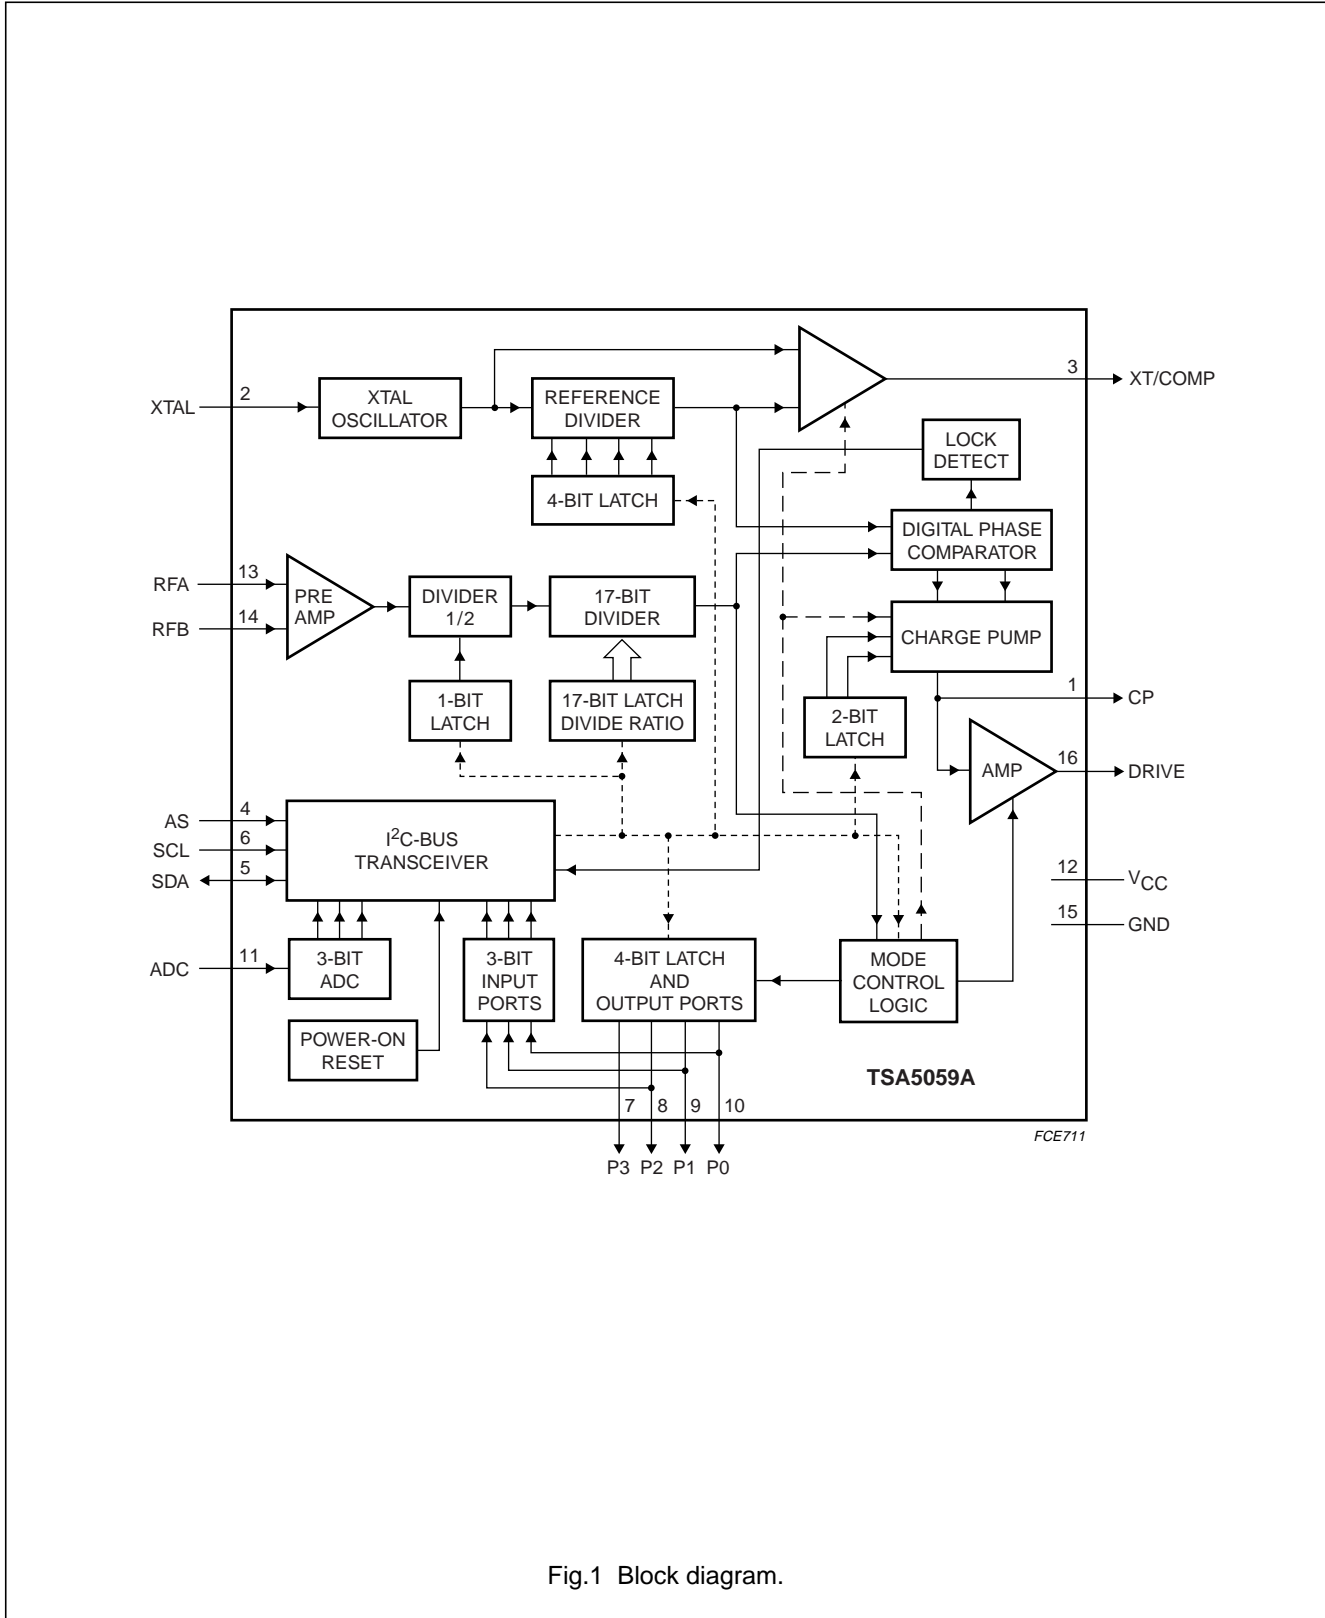 XTAL
2
XTAL
OSCILLATOR
REFERENCE
DIVIDER
4-BIT LATCH
3
XT/COMP
LOCK
DETECT
DIGITAL PHASE
COMPARATOR
RFA
13
RFB
14
PRE
AMP
DIVIDER
1/2
17-BIT
DIVIDER
CHARGE PUMP
1-BIT
LATCH
17-BIT LATCH
DIVIDE RATIO
2-BIT
LATCH
1
CP
AMP
16
DRIVE
AS
4
SCL
6
SDA
5
I2C-BUS
TRANSCEIVER
12
VCC
15
GND
ADC
11
3-BIT
ADC
3-BIT
INPUT
PORTS
4-BIT LATCH
AND
OUTPUT PORTS
MODE
CONTROL
LOGIC
POWER-ON
RESET
TSA5059A
7
8
9
10
FCE711
P3
P2
P1
P0
Fig.1 Block diagram.